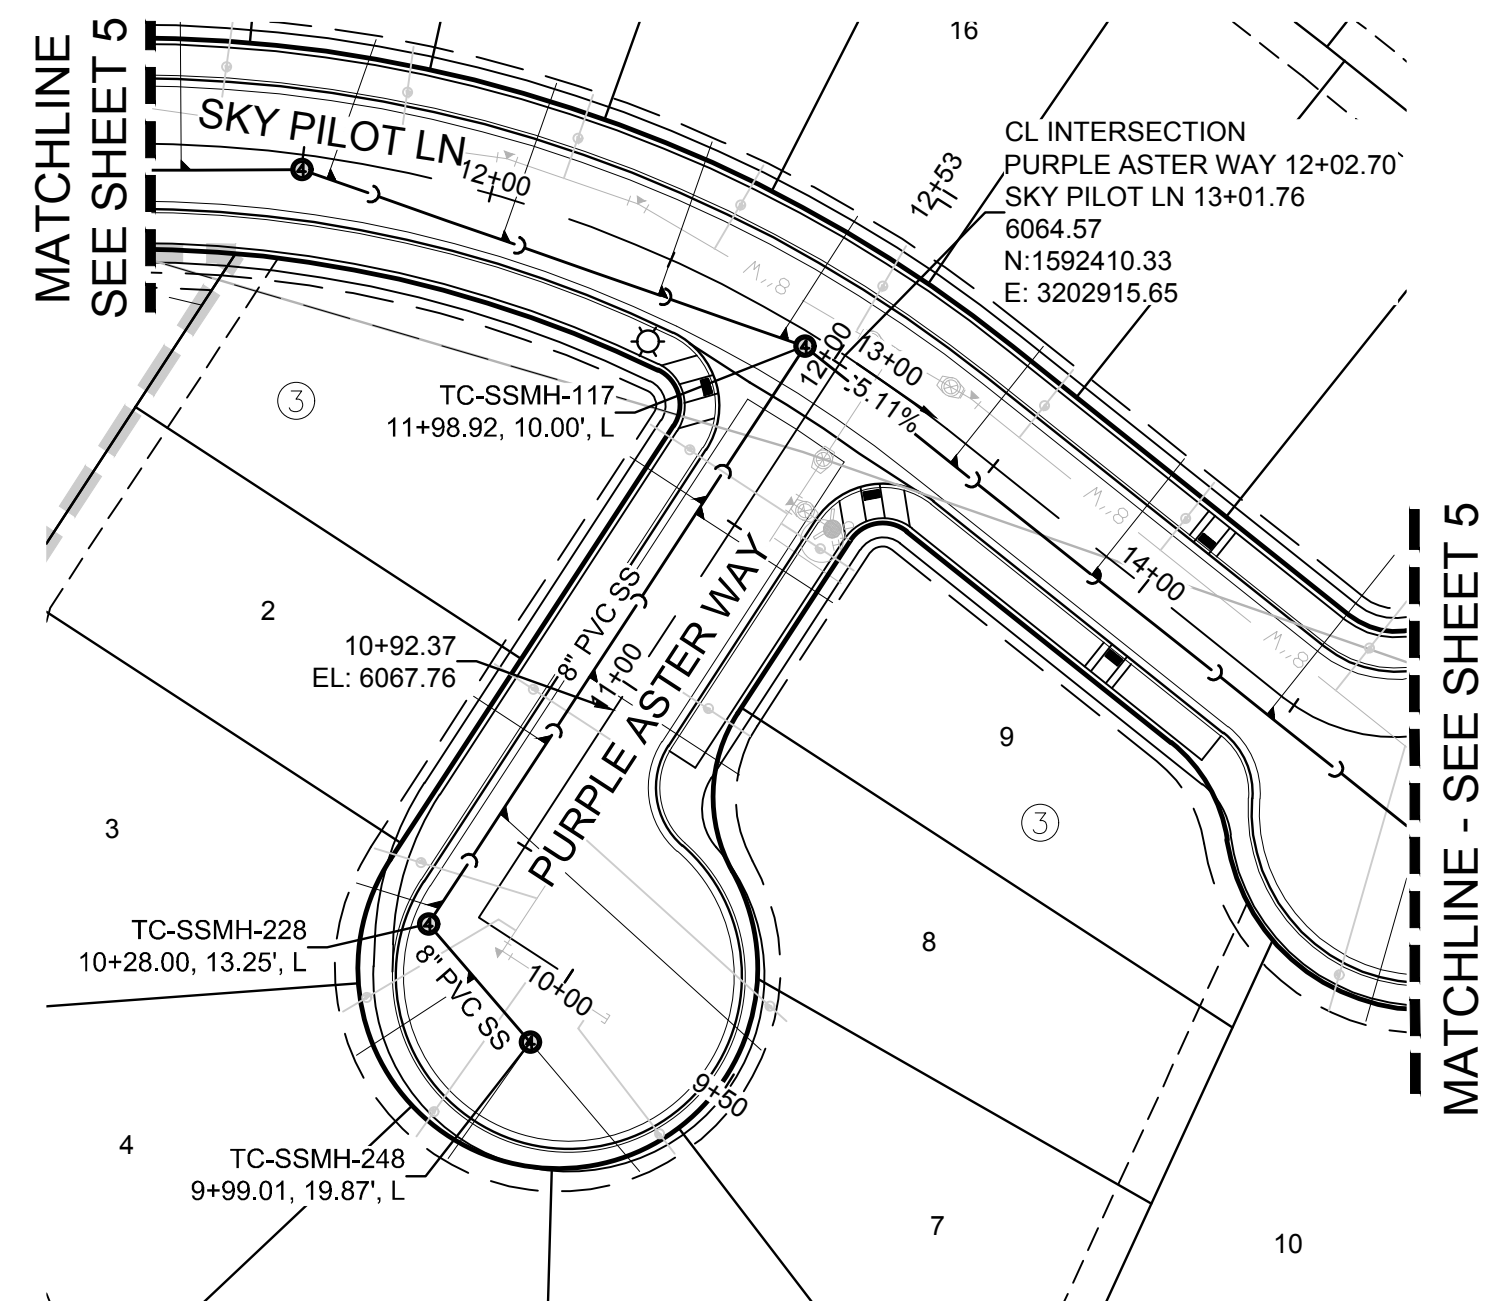 MATCHLINE
SEE SHEET 5
SKY PILOT LN
12+00
16
12+53
CL INTERSECTION
PURPLE ASTER WAY 12+02.70
SKY PILOT LN 13+01.76
6064.57
N:1592410.33
E: 3202915.65
8"W
4
4
12+00
13+00
-5.11%
TC-SSMH-117
11+98.92, 10.00', L
3
8"W
14+00
8"W
MATCHLINE - SEE SHEET 5
2
8" PVC SS
10+92.37
EL: 6067.76
11+00
PURPLE ASTER WAY
9
3
3
TC-SSMH-228
10+28.00, 13.25', L
4
8" PVC SS
10+00
8
4
9+50
TC-SSMH-248
9+99.01, 19.87', L
4
7
10